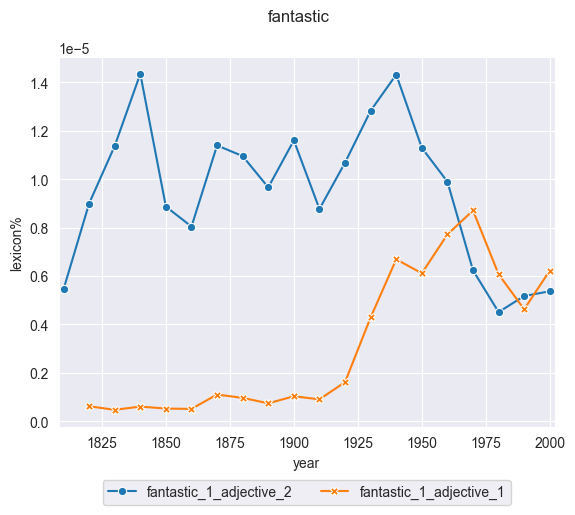 fantastic
1e−5
1.4
1.2
1.0
0.8
0.6
0.4
0.2
0.0
lexicon%
1825 1850 1875 1900 1925 1950 1975 2000
year
fantastic_1_adjective_2 fantastic_1_adjective_1